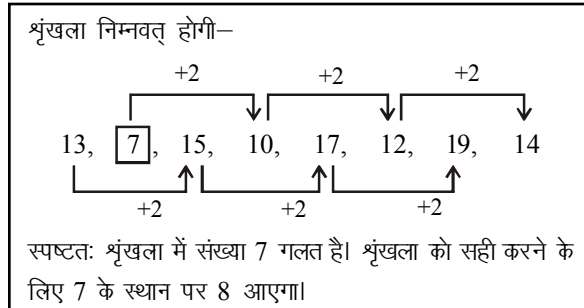 शृंखला निम्नवत् होगी–
+2 +2 +2
13, 7, 15, 10, 17, 12, 19, 14
+2 +2 +2
स्पष्टतः शृंखला में संख्या 7 गलत है। शृंखला को सही करने के
लिए 7 के स्थान पर 8 आएगा।